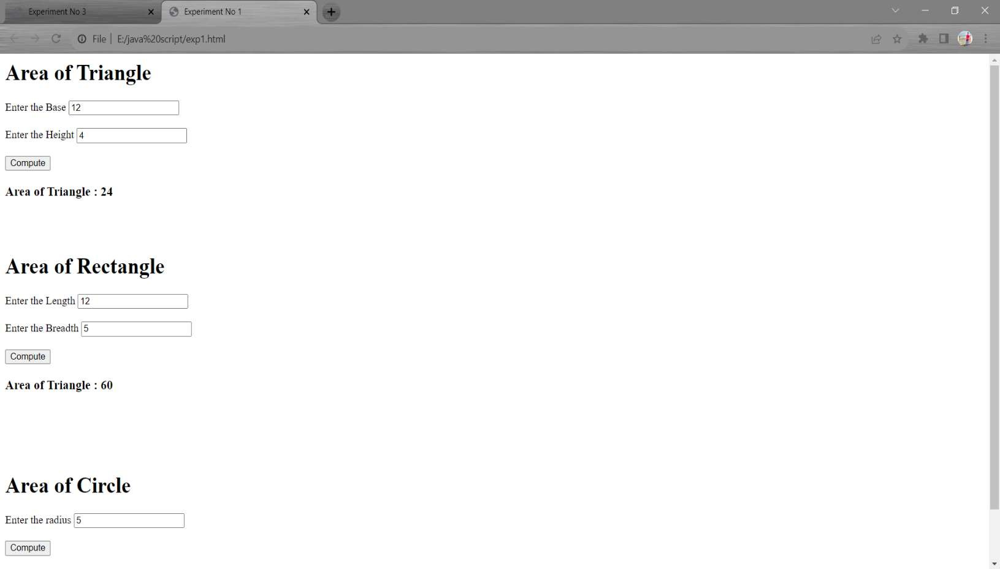 Experiment No 3
Experiment No 1
File | E:/java%20script/exp1.html
Area of Triangle
Enter the Base 12
Enter the Height 4
Compute
Area of Triangle : 24
Area of Rectangle
Enter the Length 12
Enter the Breadth 5
Compute
Area of Triangle : 60
Area of Circle
Enter the radius 5
Compute